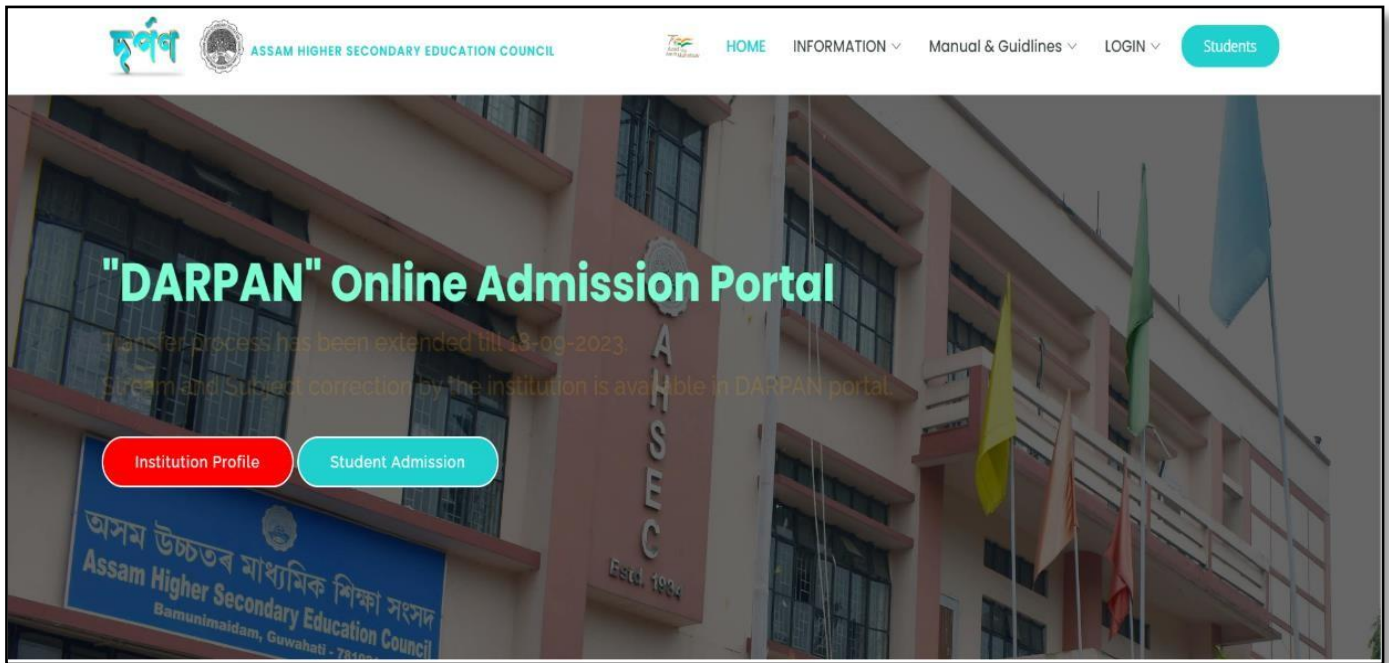 দৰ্পণ
ASSAM HIGHER SECONDARY EDUCATION COUNCIL
HOME
INFORMATION
Manual & Guidlines
LOGIN
Students
"DARPAN" Online Admission Portal
Transfer process has been extended till 18-09-2023.
Stream and Subject correction by the institution is available in DARPAN portal.
Institution Profile
Student Admission
AHSEC
Estd. 1984
অসম উচ্চতৰ মাধ্যমিক শিক্ষা সংসদ
Assam Higher Secondary Education Council
Bamunimaidam, Guwahati -